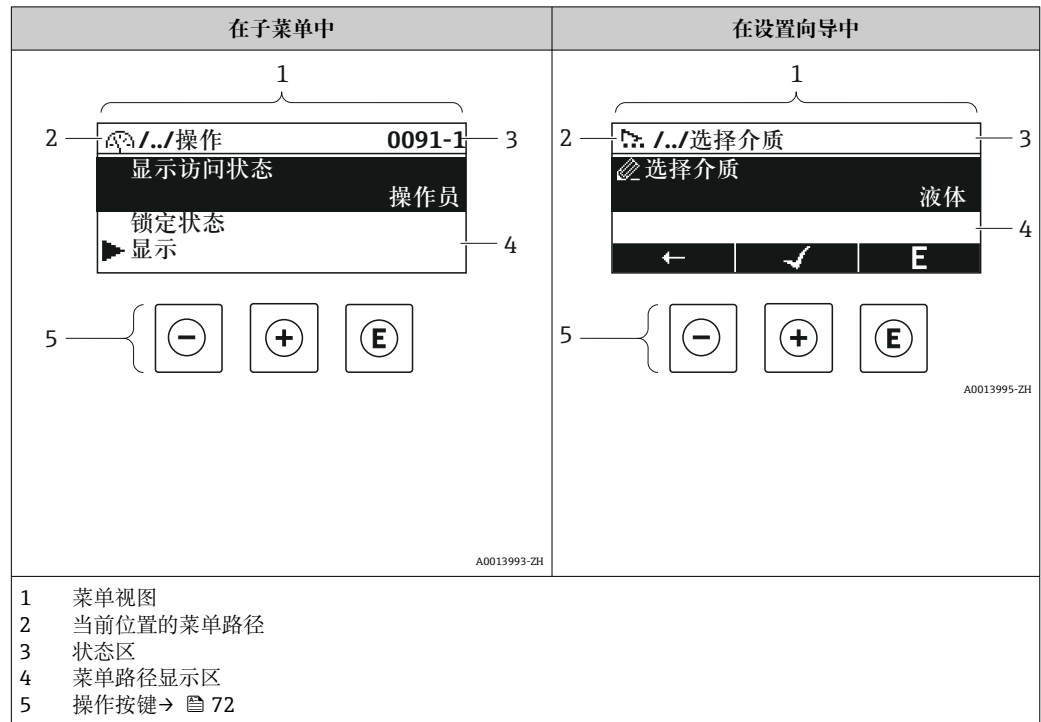 在子菜单中
在设置向导中
1
2
/../操作 0091-1
3
显示访问状态
操作员
锁定状态
显示
4
5
- + E
A0013993-ZH
1
2
/../选择介质
3
选择介质
液体
4
← ✓ E
5
- + E
A0013995-ZH
1 菜单视图
2 当前位置的菜单路径
3 状态区
4 菜单路径显示区
5 操作按键→ 72